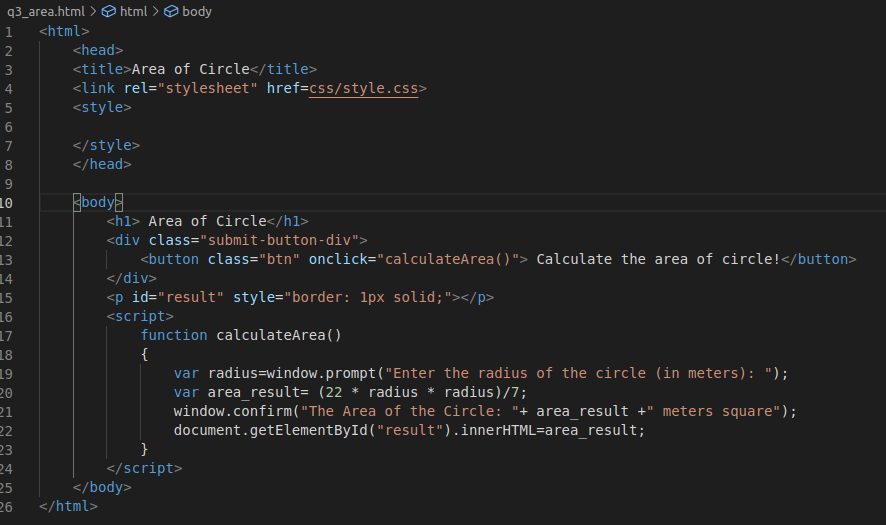 q3_area.html > html > body
1 <html>
2     <head>
3     <title>Area of Circle</title>
4     <link rel="stylesheet" href=css/style.css>
5     <style>
6
7     </style>
8     </head>
9
10     <body>
11         <h1> Area of Circle</h1>
12         <div class="submit-button-div">
13             <button class="btn" onclick="calculateArea()"> Calculate the area of circle!</button>
14         </div>
15         <p id="result" style="border: 1px solid;"></p>
16         <script>
17             function calculateArea()
18             {
19                 var radius=window.prompt("Enter the radius of the circle (in meters): ");
20                 var area_result= (22 * radius * radius)/7;
21                 window.confirm("The Area of the Circle: "+ area_result +" meters square");
22                 document.getElementById("result").innerHTML=area_result;
23             }
24         </script>
25     </body>
26 </html>